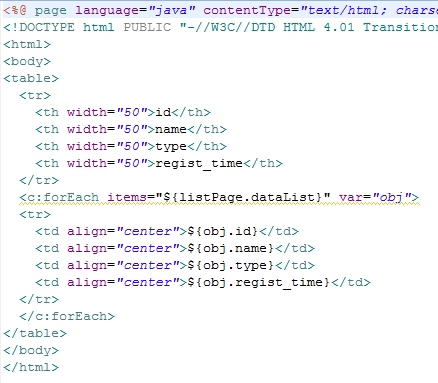 <%@ page language="java" contentType="text/html; charse
<!DOCTYPE html PUBLIC "-//W3C//DTD HTML 4.01 Transition
<html>
<body>
<table>
  <tr>
    <th width="50">id</th>
    <th width="50">name</th>
    <th width="50">type</th>
    <th width="50">regist_time</th>
  </tr>
  <c:forEach items="${listPage.dataList}" var="obj">
  <tr>
    <td align="center">${obj.id}</td>
    <td align="center">${obj.name}</td>
    <td align="center">${obj.type}</td>
    <td align="center">${obj.regist_time}</td>
  </tr>
  </c:forEach>
</table>
</body>
</html>